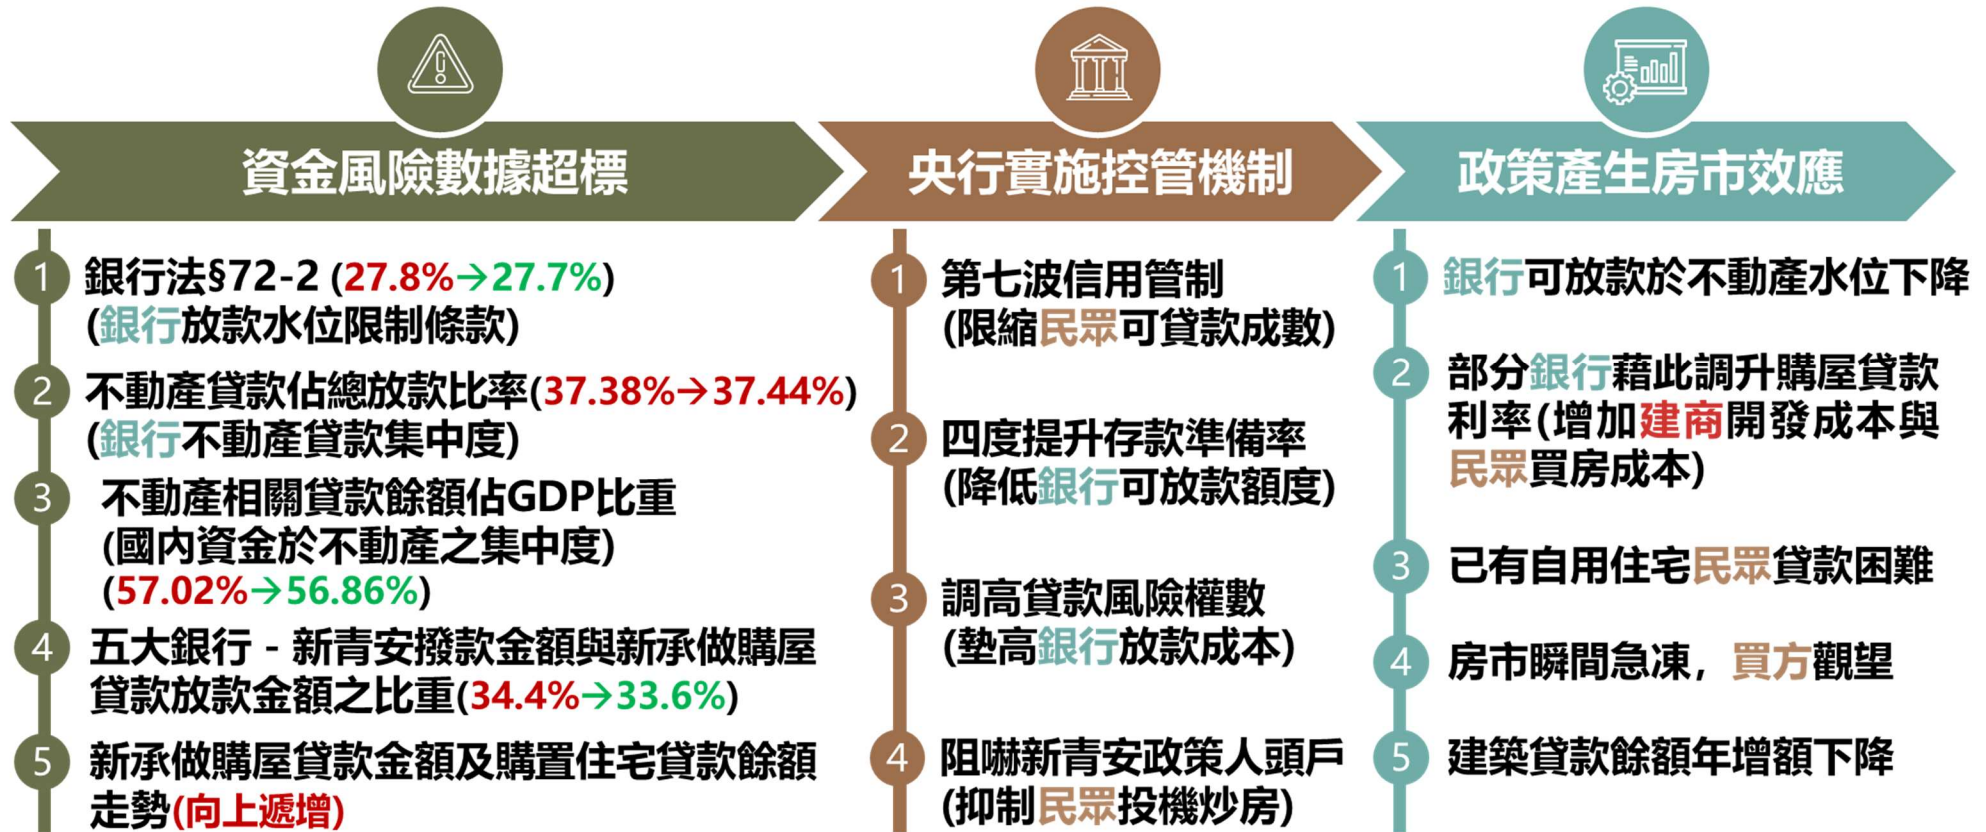 資金風險數據超標
1 銀行法§72-2 (27.8%→27.7%)
(銀行放款水位限制條款)
2 不動產貸款佔總放款比率(37.38%→37.44%)
(銀行不動產貸款集中度)
3 不動產相關貸款餘額佔GDP比重
(國內資金於不動產之集中度)
(57.02%→56.86%)
4 五大銀行 - 新青安撥款金額與新承做購屋
貸款放款金額之比重(34.4%→33.6%)
5 新承做購屋貸款金額及購置住宅貸款餘額
走勢(向上遞增)
央行實施控管機制
1 第七波信用管制
(限縮民眾可貸款成數)
2 四度提升存款準備率
(降低銀行可放款額度)
3 調高貸款風險權數
(墊高銀行放款成本)
4 阻嚇新青安政策人頭戶
(抑制民眾投機炒房)
政策產生房市效應
1 銀行可放款於不動產水位下降
2 部分銀行藉此調升購屋貸款
利率(增加建商開發成本與
民眾買房成本)
3 已有自用住宅民眾貸款困難
4 房市瞬間急凍，買方觀望
5 建築貸款餘額年增額下降